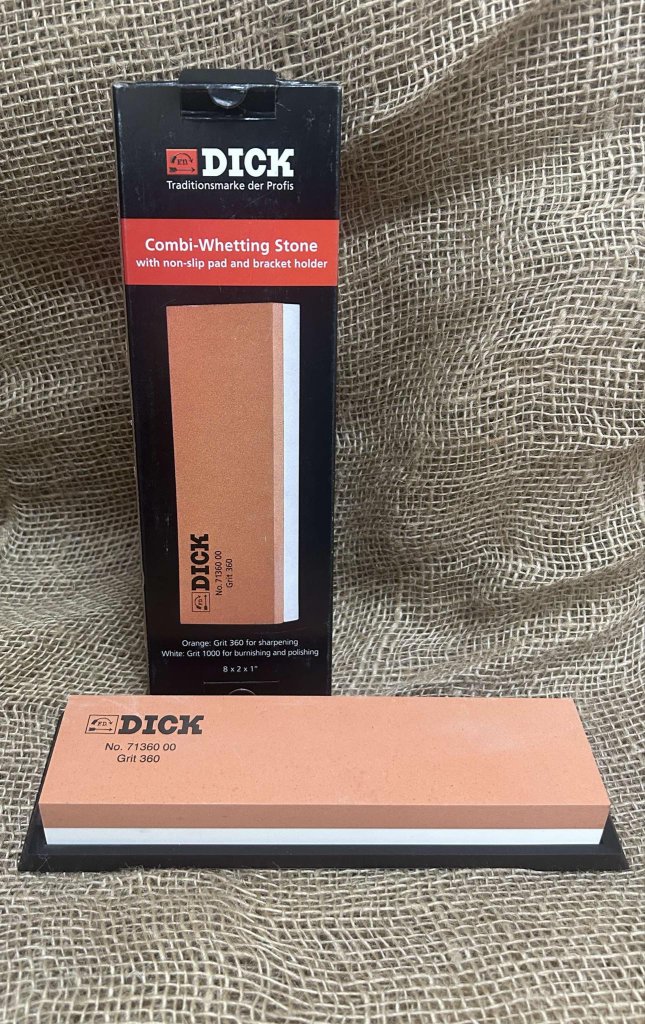 F.D. DICK
Traditionsmarke der Profis
Combi-Whetting Stone
with non-slip pad and bracket holder
F.D. DICK
No. 71360 00
Grit 360
Orange: Grit 360 for sharpening
White: Grit 1000 for burnishing and polishing
8 x 2 x 1"
F.D. DICK
No. 71360 00
Grit 360